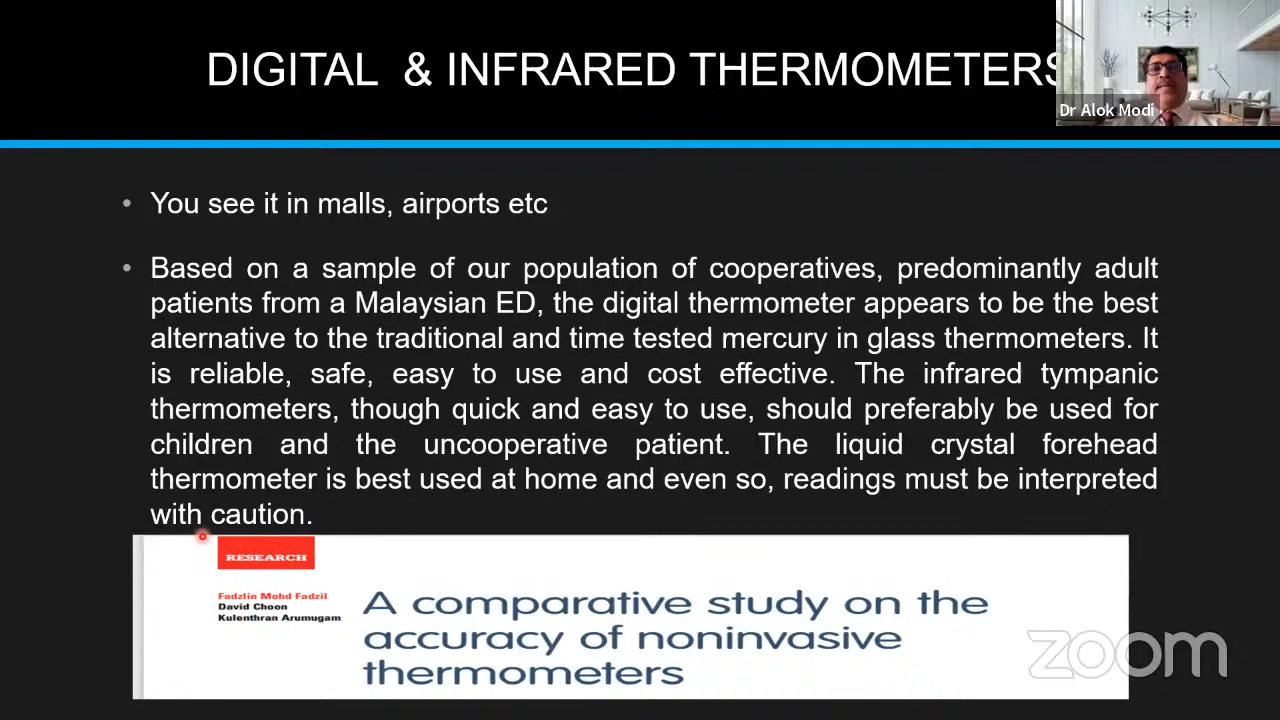 DIGITAL & INFRARED THERMOMETERS
Dr Alok Modi
• You see it in malls, airports etc
• Based on a sample of our population of cooperatives, predominantly adult
patients from a Malaysian ED, the digital thermometer appears to be the best
alternative to the traditional and time tested mercury in glass thermometers. It
is reliable, safe, easy to use and cost effective. The infrared tympanic
thermometers, though quick and easy to use, should preferably be used for
children and the uncooperative patient. The liquid crystal forehead
thermometer is best used at home and even so, readings must be interpreted
with caution.
RESEARCH
Fadzlin Mohd Fadzil
David Choon
Kulenthran Arumugam
A comparative study on the
accuracy of noninvasive
thermometers
zoom